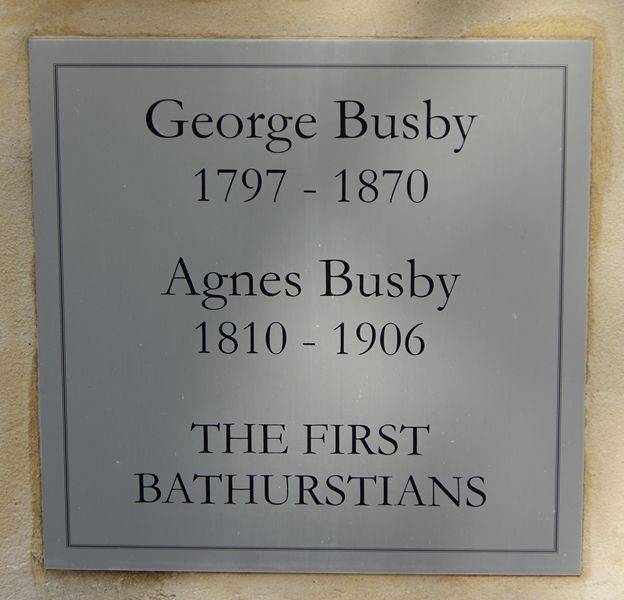 George Busby
1797 - 1870
Agnes Busby
1810 - 1906
THE FIRST
BATHURSTIANS